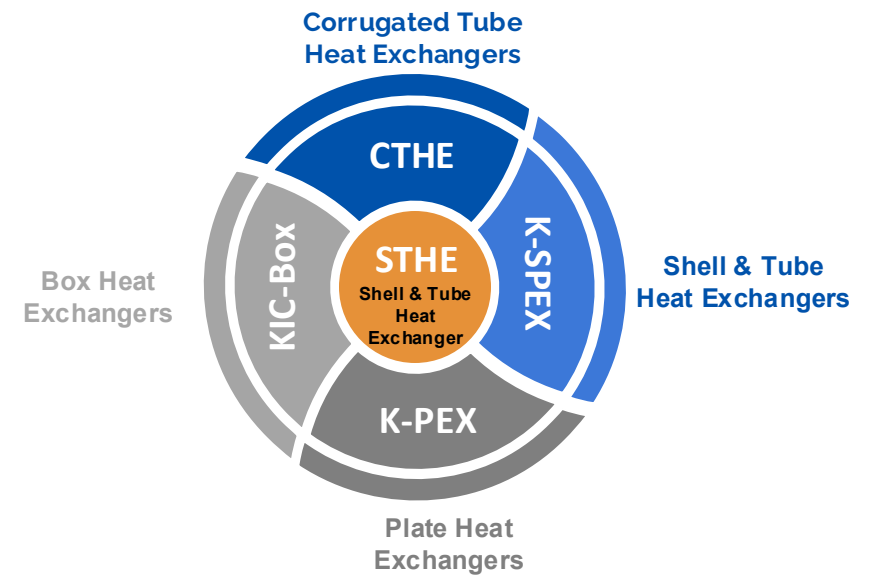 Corrugated Tube
Heat Exchangers
CTHE
K-SPEX
Shell & Tube
Heat Exchangers
STHE
Shell & Tube
Heat
Exchanger
KIC-Box
Box Heat
Exchangers
K-PEX
Plate Heat
Exchangers